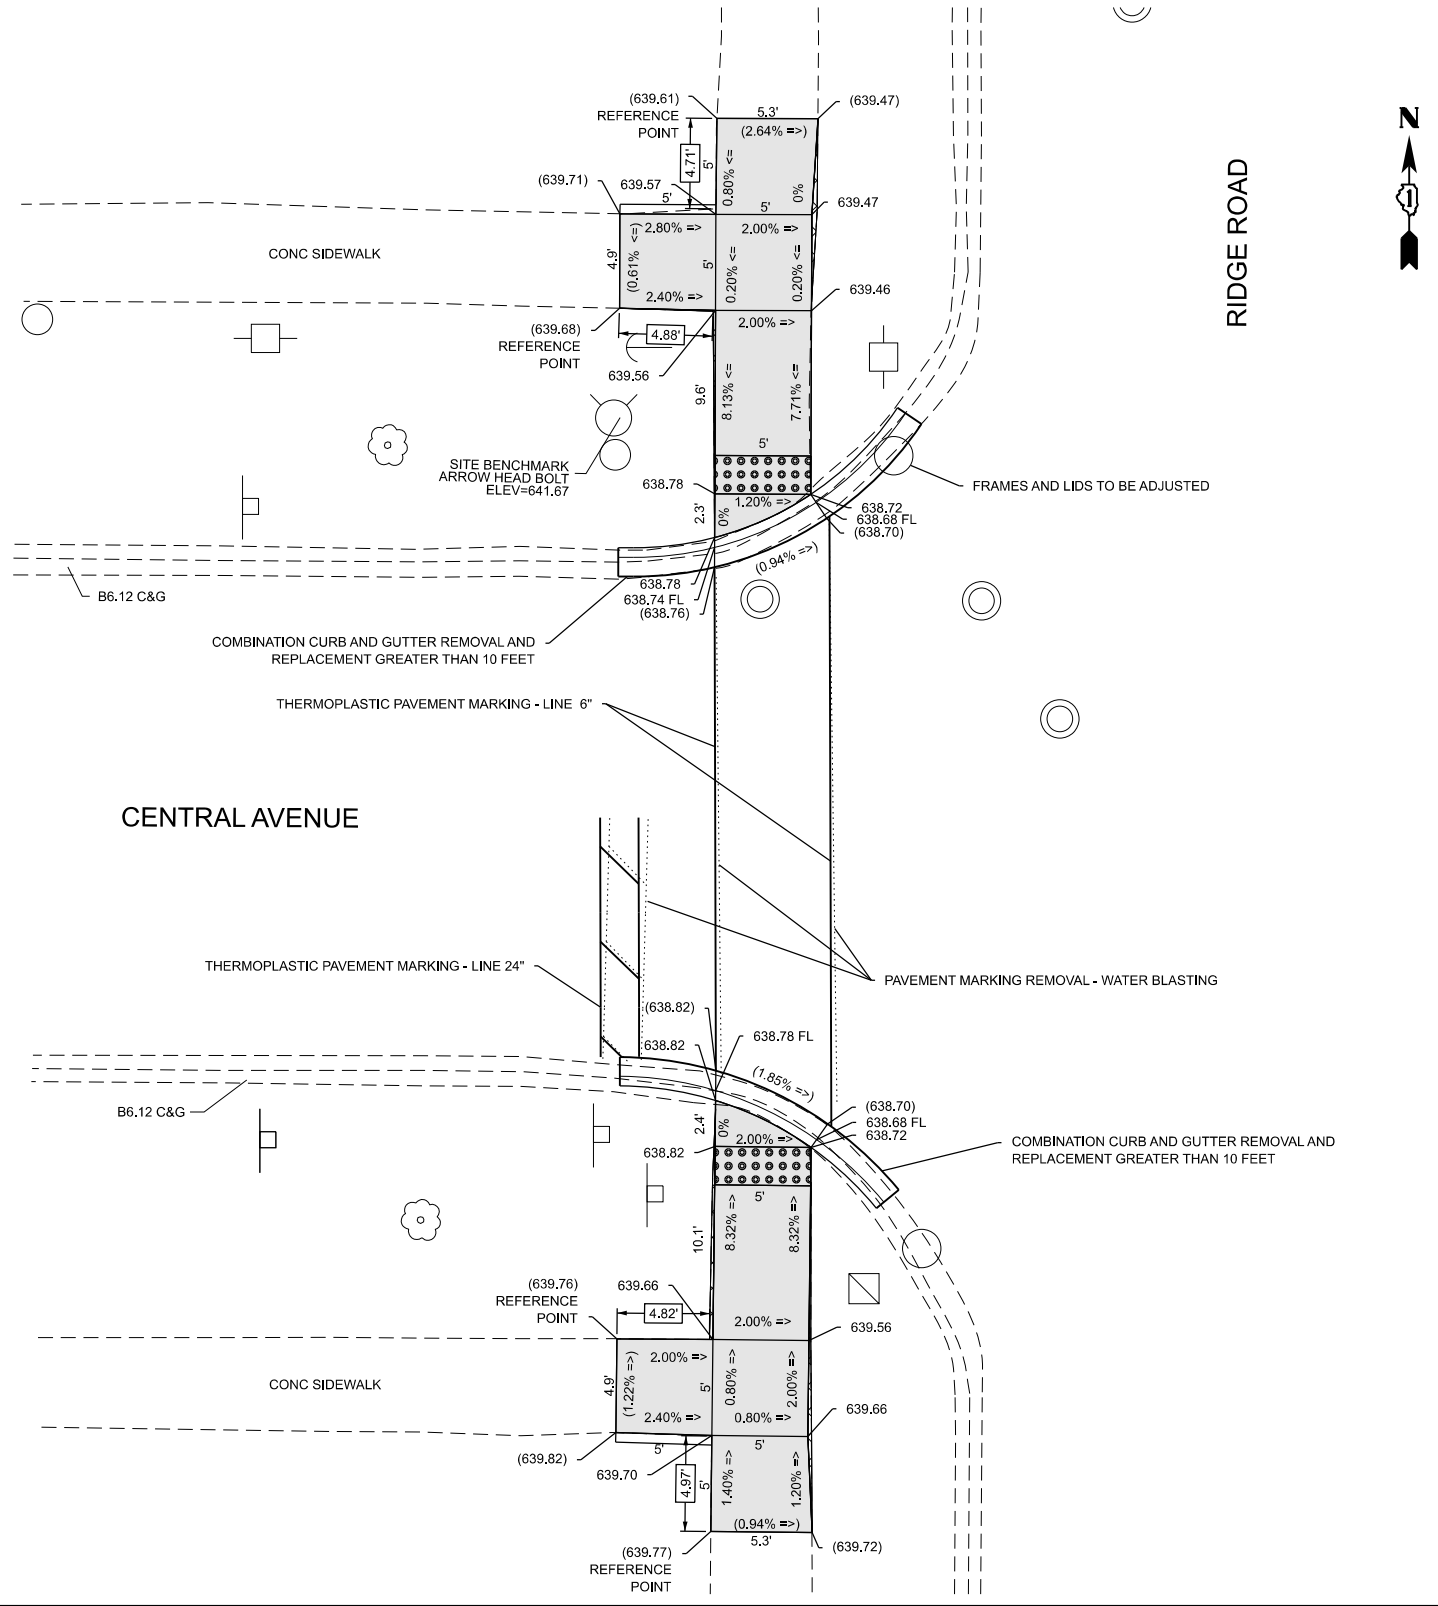 N
RIDGE ROAD
(639.61)
REFERENCE
POINT
5.3'
(639.47)
(2.64% =>)
4.71'
5'
0.80% <=
0%
(639.71)
639.57
5'
5'
639.47
CONC SIDEWALK
4.9'
(0.61% <=)
2.80% =>
2.40% =>
5'
2.00% =>
0.20% <=
0.20% <=
639.46
(639.68)
REFERENCE
POINT
4.88'
2.00% =>
639.56
9.6'
8.13% <=
7.71% <=
5'
SITE BENCHMARK
ARROW HEAD BOLT
ELEV=641.67
FRAMES AND LIDS TO BE ADJUSTED
638.78
2.3'
0%
1.20% =>
638.72
638.68 FL
(638.70)
(0.94% =>)
638.78
638.74 FL
(638.76)
B6.12 C&G
COMBINATION CURB AND GUTTER REMOVAL AND
REPLACEMENT GREATER THAN 10 FEET
THERMOPLASTIC PAVEMENT MARKING - LINE 6"
CENTRAL AVENUE
THERMOPLASTIC PAVEMENT MARKING - LINE 24"
PAVEMENT MARKING REMOVAL - WATER BLASTING
(638.82)
638.82
638.78 FL
(1.85% =>)
B6.12 C&G
2.4'
0%
2.00% =>
(638.70)
638.68 FL
638.72
638.82
COMBINATION CURB AND GUTTER REMOVAL AND
REPLACEMENT GREATER THAN 10 FEET
5'
10.1'
8.32% =>
8.32% =>
(639.76)
REFERENCE
POINT
639.66
4.82'
2.00% =>
639.56
CONC SIDEWALK
4.9'
(1.22% =>)
2.00% =>
2.40% =>
5'
0.80% =>
2.00% =>
0.80% =>
639.66
(639.82)
5'
639.70
5'
4.97'
5'
1.40% =>
1.20% =>
(0.94% =>)
5.3'
(639.77)
REFERENCE
POINT
(639.72)